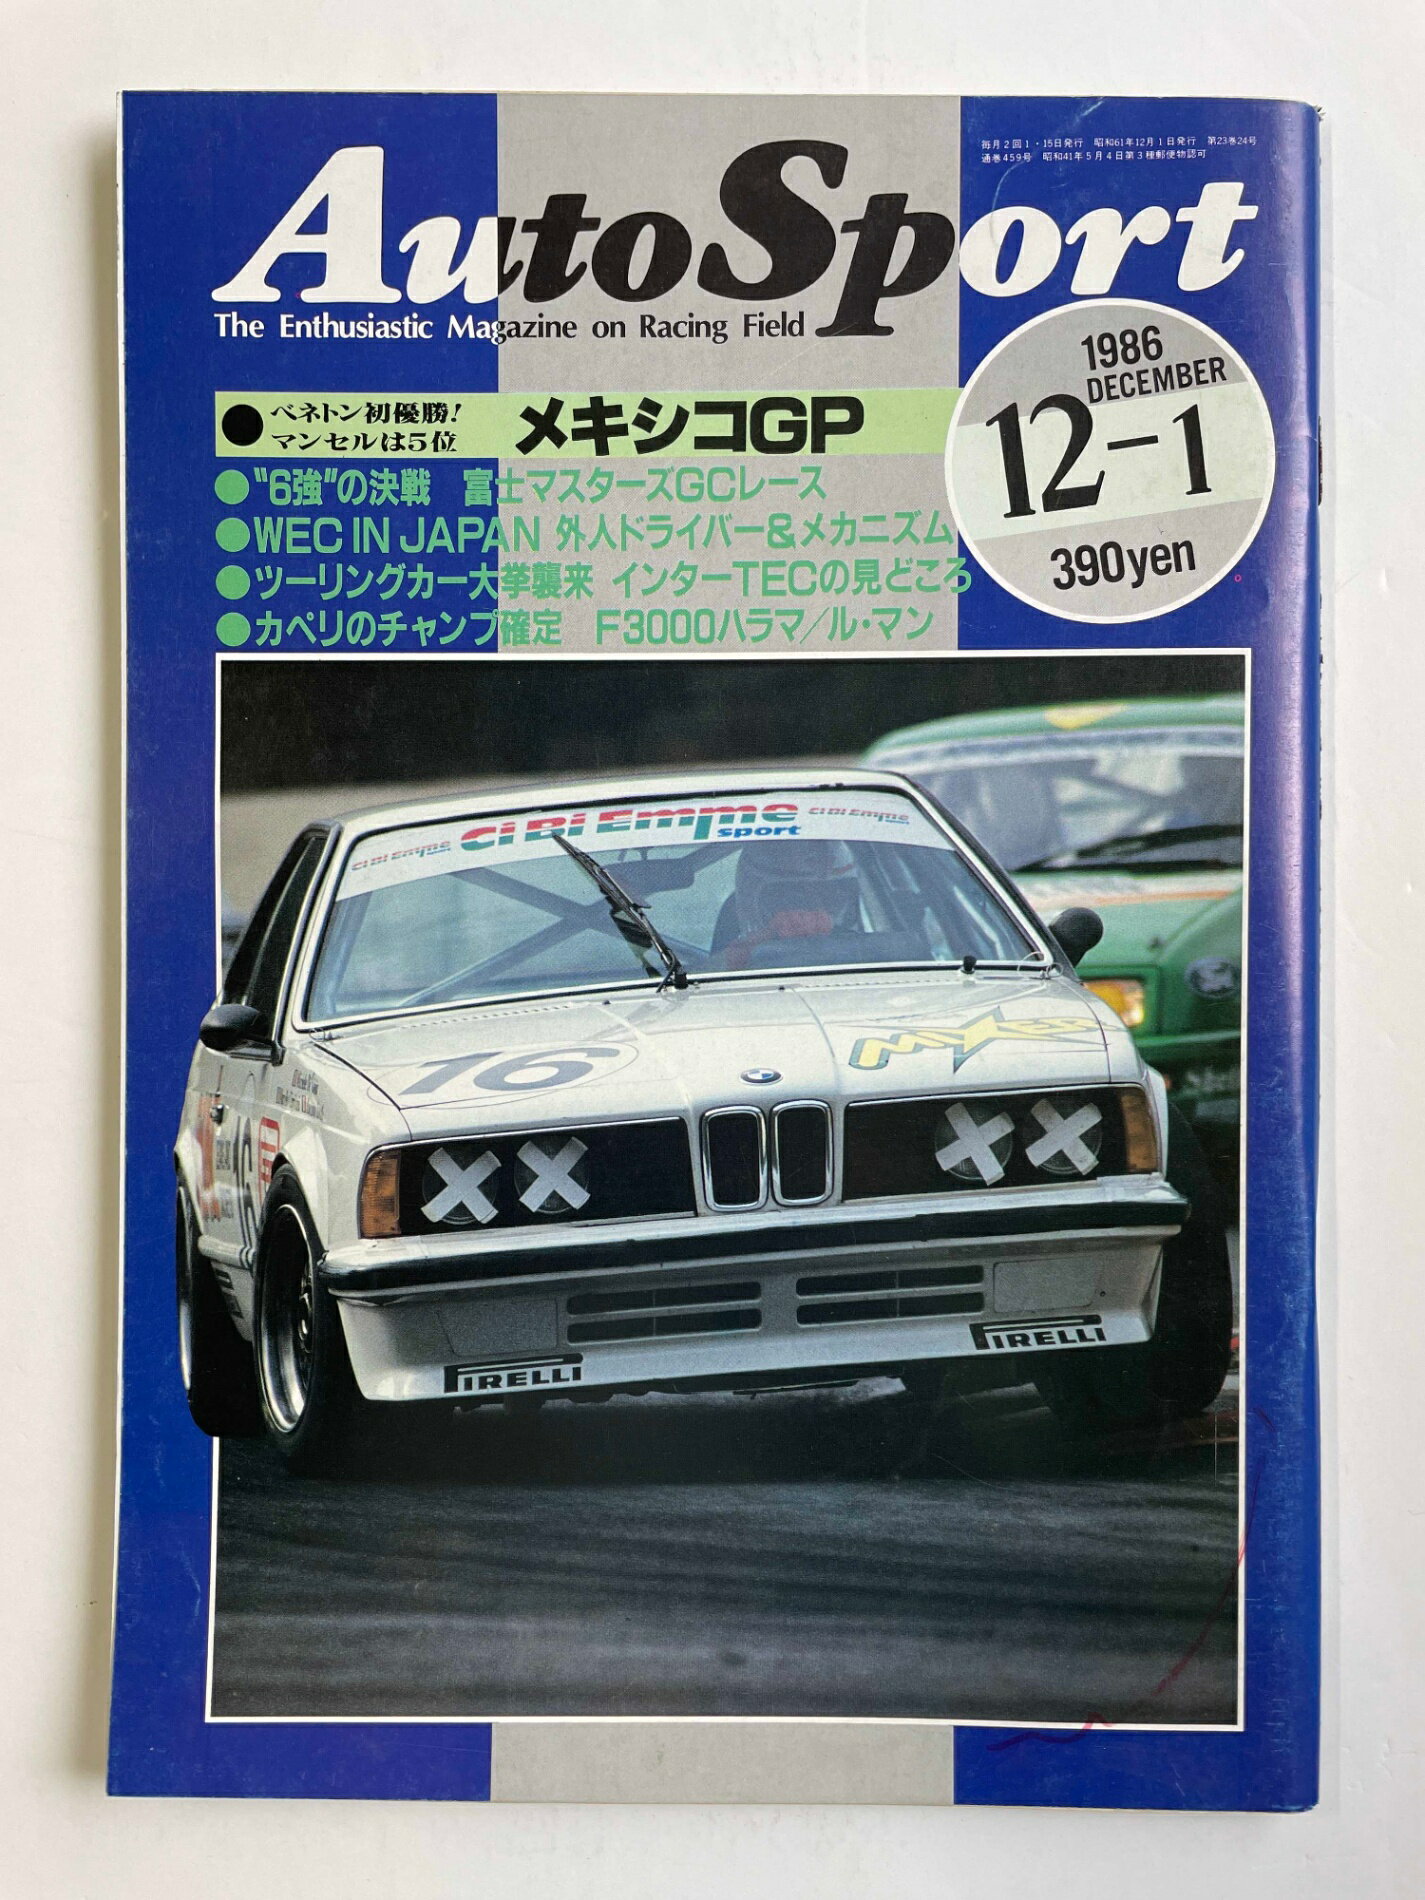 毎月2回1・15日発行 昭和61年12月1日発行 第23巻24号
通巻459号 昭和41年5月4日第3種郵便物認可
AutoSport
The Enthusiastic Magazine on Racing Field
1986
DECEMBER
12-1
390yen
●ベネトン初優勝!
マンセルは5位
メキシコGP
●"6強"の決戦 富士マスターズGCレース
●WEC IN JAPAN 外人ドライバー&メカニズム
●ツーリングカー大挙襲来 インターTECの見どころ
●カペリのチャンプ確定 F3000ハラマ/ル・マン
CiBiEmme sport
CiBiEmme
sport
CiBiEmme
16
MIXER
BMW
16
PIRELLI
PIRELLI